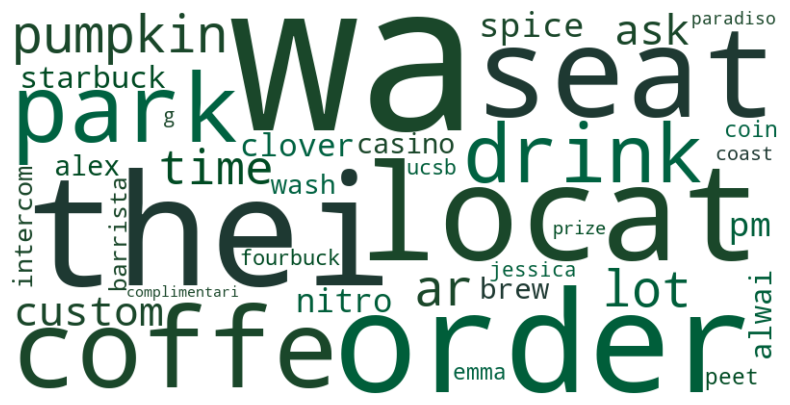 pumpkin wa spice ask paradiso
starbuck seat
park g clover casino drink coin
alex time wash ucsb coast
intercom thei barrista locat prize pm
fourbuck jessica
complimentari nitro ar brew lot alwai
custom
coffe order emma peet